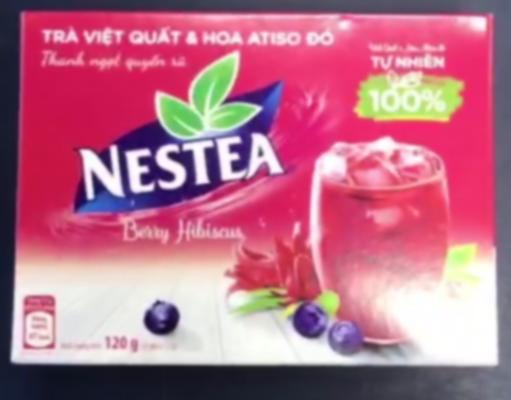 TRÀ VIỆT QUẤT & HOA ATISO ĐỎ
Thanh ngọt quyến rũ
TỰ NHIÊN
100%
NESTEA
Berry Hibiscus
120 g